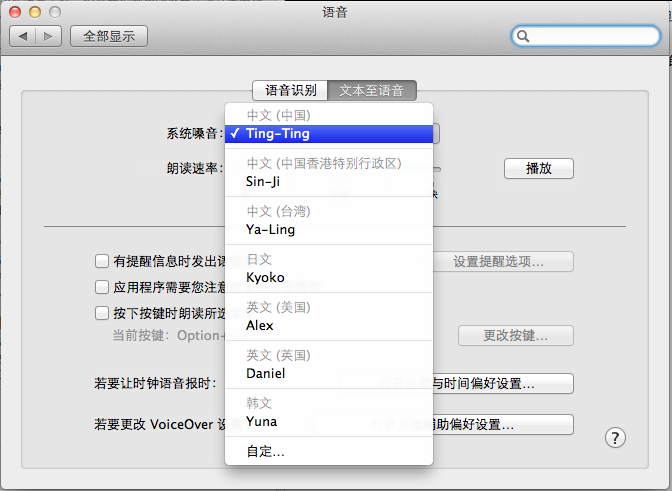 语音
全部显示
语音识别
文本至语音
系统嗓音:
中文 (中国)
✓ Ting-Ting
朗读速率:
中文 (中国香港特别行政区)
Sin-Ji
播放
快
中文 (台湾)
Ya-Ling
有提醒信息时发出语
日文
Kyoko
设置提醒选项...
应用程序需要您注意
按下按键时朗读所选
英文 (美国)
Alex
当前按键: Option+
更改按键...
英文 (英国)
Daniel
若要让时钟语音报时:
与时间偏好设置...
韩文
Yuna
若要更改 VoiceOver 设
辅助偏好设置...
自定...
?